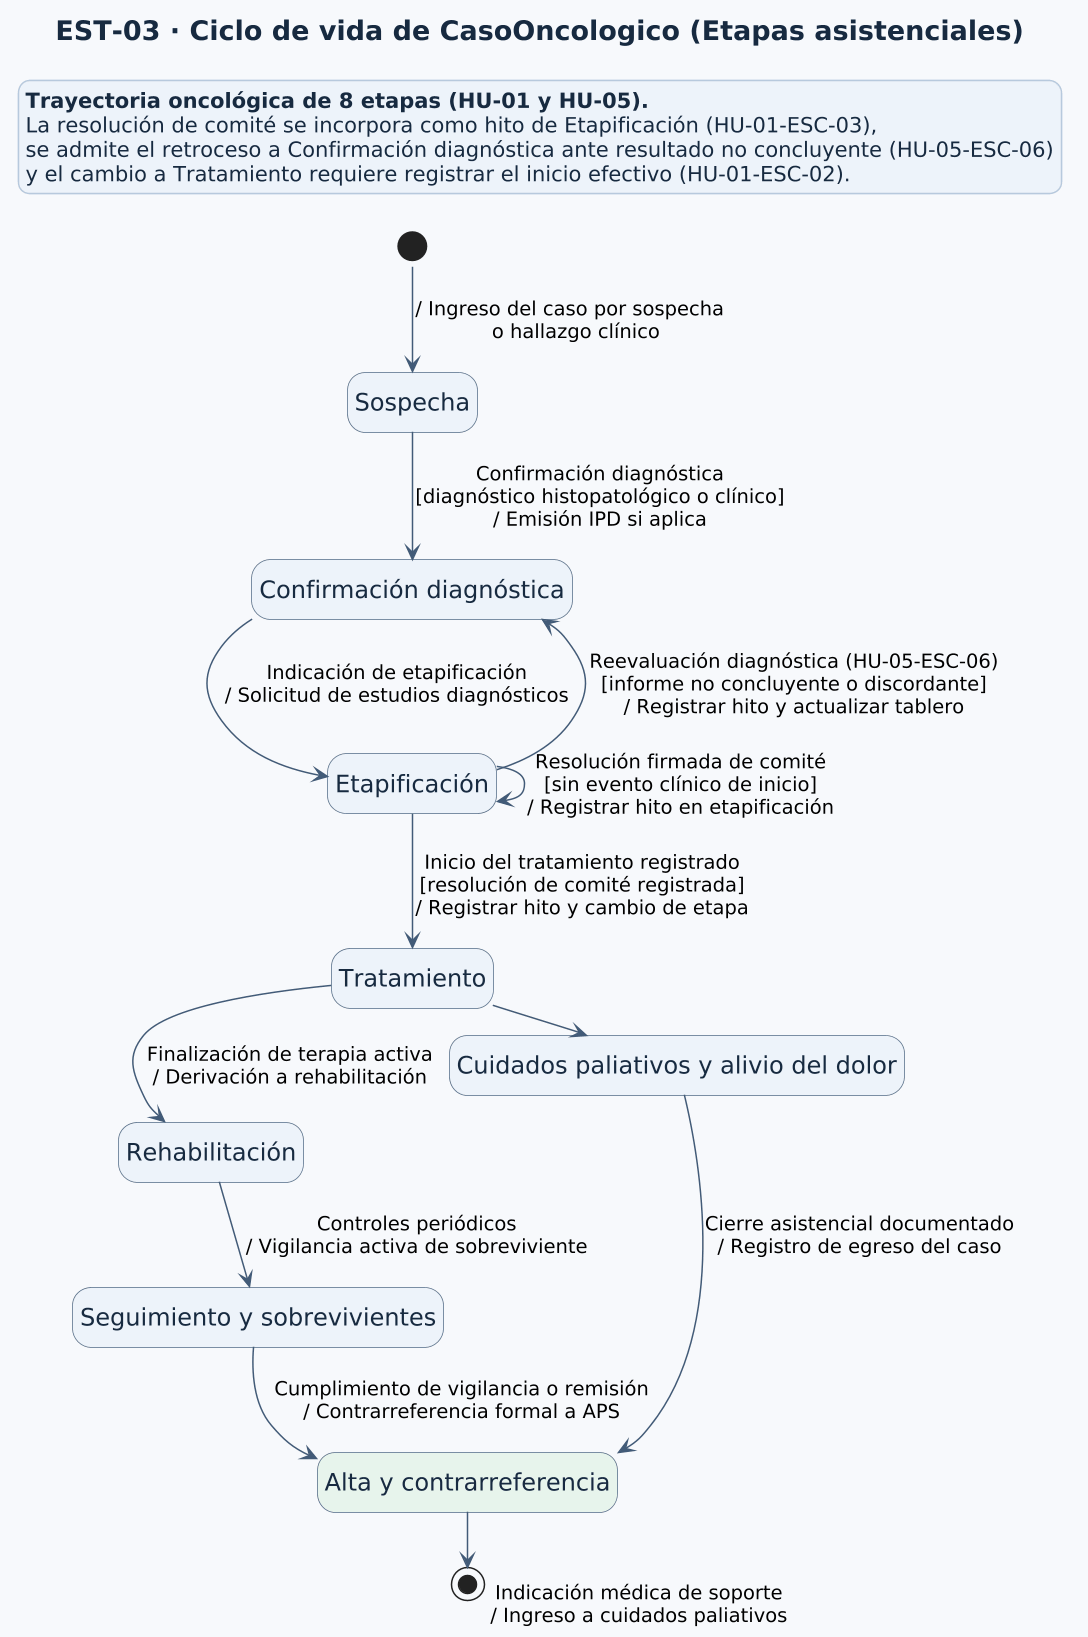 EST-03 · Ciclo de vida de CasoOncologico (Etapas asistenciales)
Trayectoria oncológica de 8 etapas (HU-01 y HU-05).
La resolución de comité se incorpora como hito de Etapificación (HU-01-ESC-03),
se admite el retroceso a Confirmación diagnóstica ante resultado no concluyente (HU-05-ESC-06)
y el cambio a Tratamiento requiere registrar el inicio efectivo (HU-01-ESC-02).
/ Ingreso del caso por sospecha
o hallazgo clínico
Sospecha
Confirmación diagnóstica
[diagnóstico histopatológico o clínico]
/ Emisión IPD si aplica
Confirmación diagnóstica
Indicación de etapificación
/ Solicitud de estudios diagnósticos
Reevaluación diagnóstica (HU-05-ESC-06)
[informe no concluyente o discordante]
/ Registrar hito y actualizar tablero
Etapificación
Resolución firmada de comité
[sin evento clínico de inicio]
/ Registrar hito en etapificación
Inicio del tratamiento registrado
[resolución de comité registrada]
/ Registrar hito y cambio de etapa
Tratamiento
Finalización de terapia activa
/ Derivación a rehabilitación
Cuidados paliativos y alivio del dolor
Rehabilitación
Controles periódicos
/ Vigilancia activa de sobreviviente
Cierre asistencial documentado
/ Registro de egreso del caso
Seguimiento y sobrevivientes
Cumplimiento de vigilancia o remisión
/ Contrarreferencia formal a APS
Alta y contrarreferencia
Indicación médica de soporte
/ Ingreso a cuidados paliativos